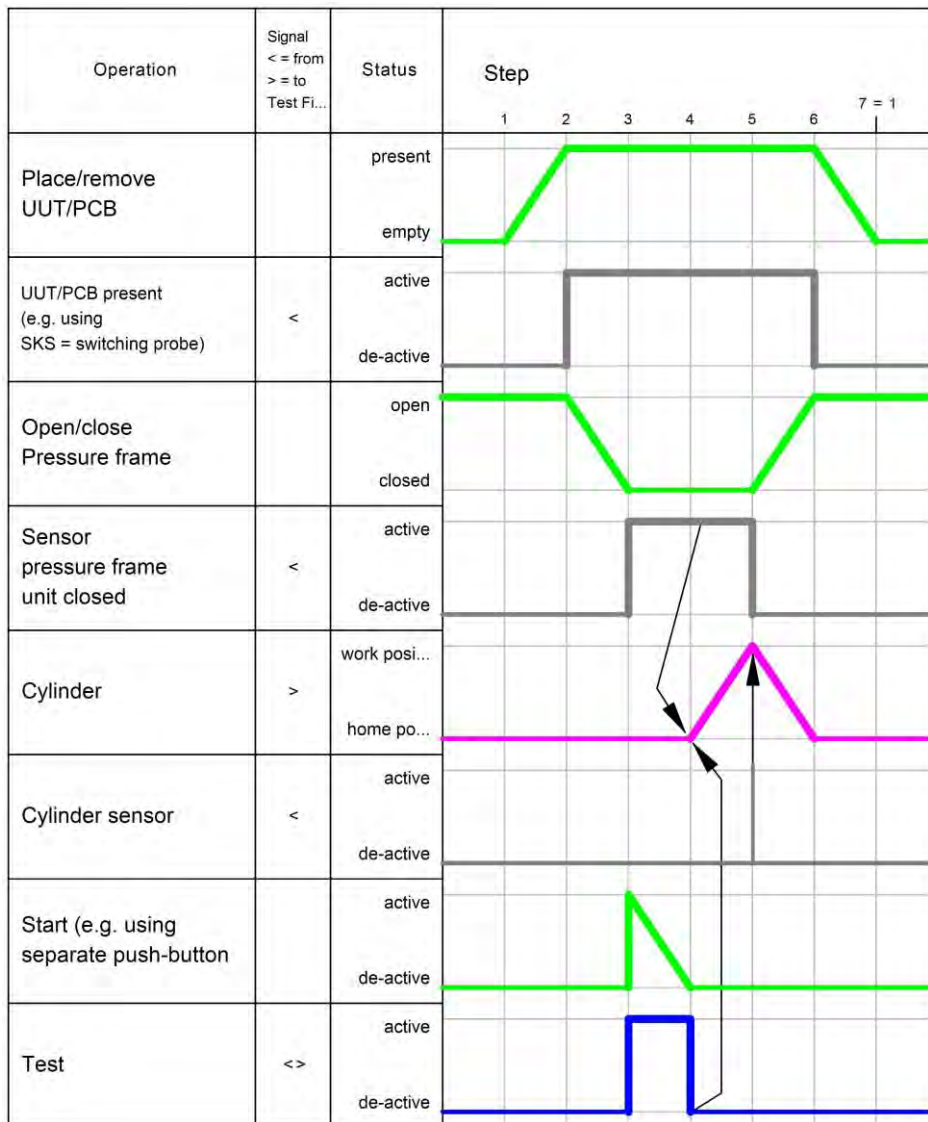 Operation
Signal
< = from
> = to
Test Fi...
Status
Step
1 2 3 4 5 6 7 = 1
Place/remove
UUT/PCB
present
empty
UUT/PCB present
(e.g. using
SKS = switching probe)
<
active
de-active
Open/close
Pressure frame
open
closed
Sensor
pressure frame
unit closed
<
active
de-active
Cylinder
>
work posi...
home po...
Cylinder sensor
<
active
de-active
Start (e.g. using
separate push-button
active
de-active
Test
<>
active
de-active